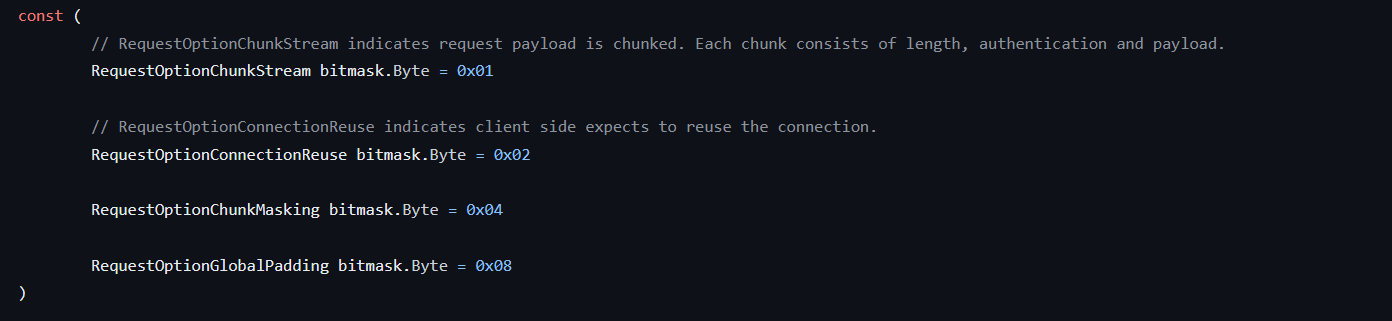 const (
// RequestOptionChunkStream indicates request payload is chunked. Each chunk consists of length, authentication and payload.
RequestOptionChunkStream bitmask.Byte = 0x01
// RequestOptionConnectionReuse indicates client side expects to reuse the connection.
RequestOptionConnectionReuse bitmask.Byte = 0x02
RequestOptionChunkMasking bitmask.Byte = 0x04
RequestOptionGlobalPadding bitmask.Byte = 0x08
)